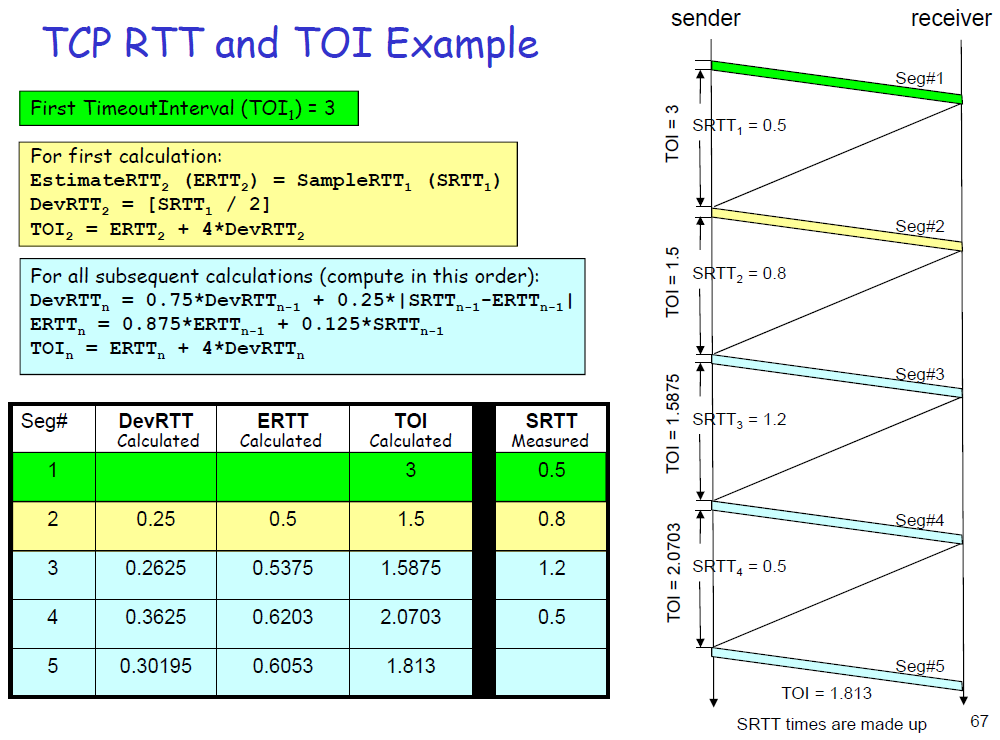 TCP RTT and TOI Example
First TimeoutInterval (TOI₁) = 3
For first calculation:
EstimateRTT₂ (ERTT₂) = SampleRTT₁ (SRTT₁)
DevRTT₂ = [SRTT₁ / 2]
TOI₂ = ERTT₂ + 4*DevRTT₂
For all subsequent calculations (compute in this order):
DevRTTₙ = 0.75*DevRTTₙ₋₁ + 0.25*|SRTTₙ₋₁-ERTTₙ₋₁|
ERTTₙ = 0.875*ERTTₙ₋₁ + 0.125*SRTTₙ₋₁
TOIₙ = ERTTₙ + 4*DevRTTₙ
Seg# DevRTT ERTT TOI SRTT
Calculated Calculated Calculated Measured
1 3 0.5
2 0.25 0.5 1.5 0.8
3 0.2625 0.5375 1.5875 1.2
4 0.3625 0.6203 2.0703 0.5
5 0.30195 0.6053 1.813
sender receiver
Seg#1
TOI = 3
SRTT₁ = 0.5
Seg#2
TOI = 1.5
SRTT₂ = 0.8
Seg#3
TOI = 1.5875
SRTT₃ = 1.2
Seg#4
TOI = 2.0703
SRTT₄ = 0.5
Seg#5
TOI = 1.813
SRTT times are made up
67